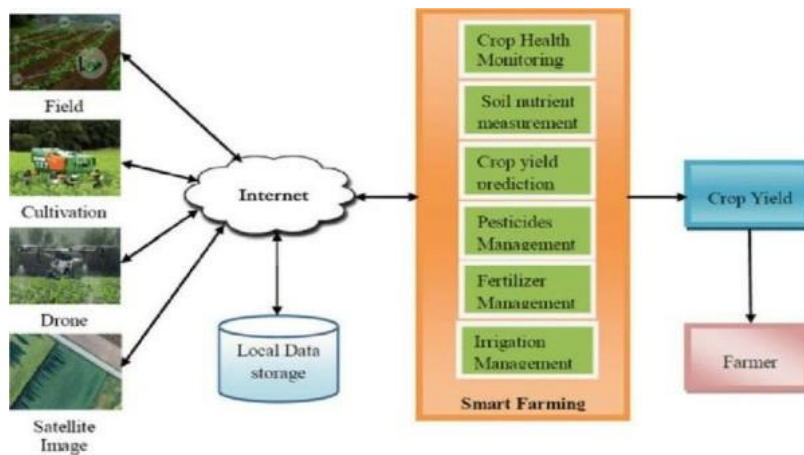 Field
Cultivation
Drone
Satellite
Image
Internet
Local Data
storage
Crop Health
Monitoring
Soil nutrient
measurement
Crop yield
prediction
Pesticides
Management
Fertilizer
Management
Irrigation
Management
Smart Farming
Crop Yield
Farmer